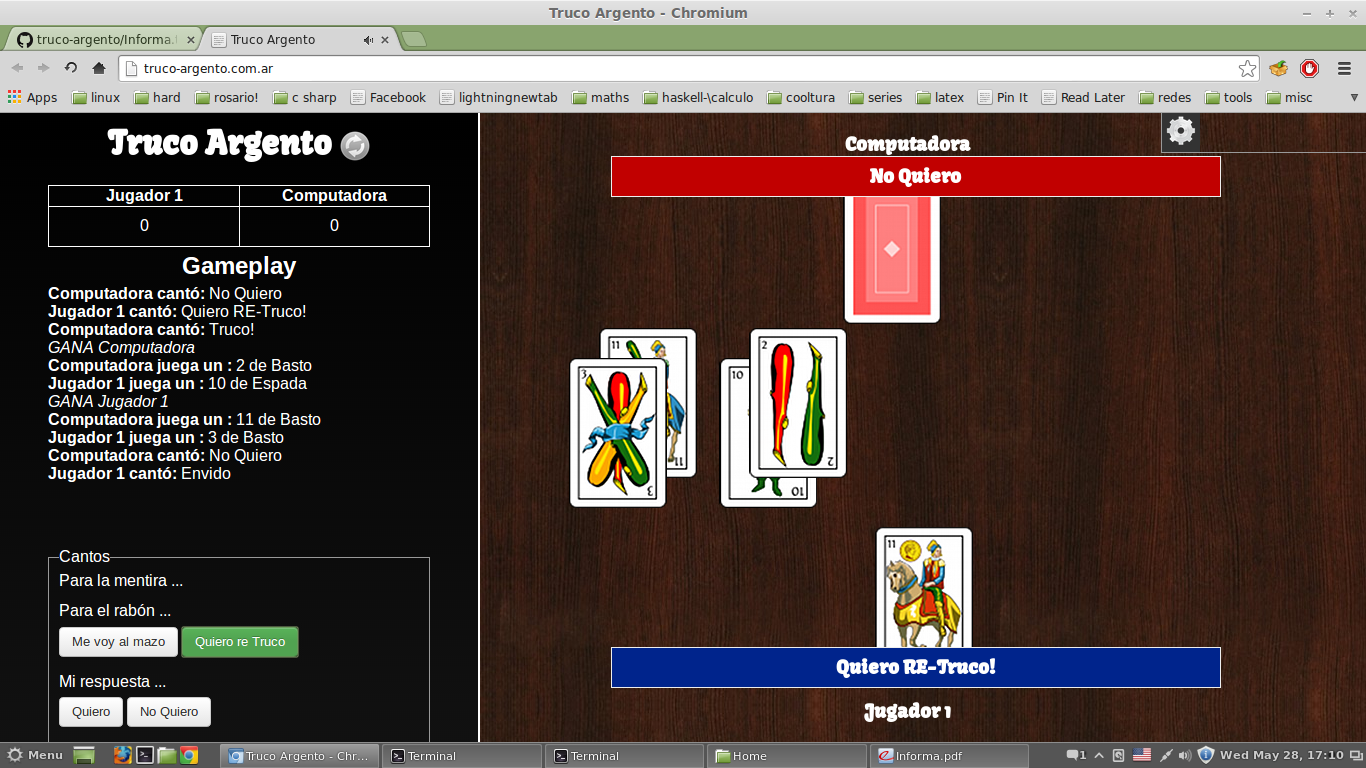 Truco Argento - Chromium
truco-argento/Informa.
Truco Argento
truco-argento.com.ar
Apps linux hard rosario! c sharp Facebook lightningnewtab maths haskell-\calculo cooltura series latex Pin It Read Later redes tools misc
Truco Argento
Jugador 1 Computadora
0 0
Gameplay
Computadora cantó: No Quiero
Jugador 1 cantó: Quiero RE-Truco!
Computadora cantó: Truco!
GANA Computadora
Computadora juega un : 2 de Basto
Jugador 1 juega un : 10 de Espada
GANA Jugador 1
Computadora juega un : 11 de Basto
Jugador 1 juega un : 3 de Basto
Computadora cantó: No Quiero
Jugador 1 cantó: Envido
Cantos
Para la mentira ...
Para el rabón ...
Me voy al mazo Quiero re Truco
Mi respuesta ...
Quiero No Quiero
Computadora
No Quiero
11
11
3
3
10
10
2
2
11
Quiero RE-Truco!
Jugador 1
Menu Truco Argento - Chr... Terminal Terminal Home Informa.pdf 1 Wed May 28, 17:10